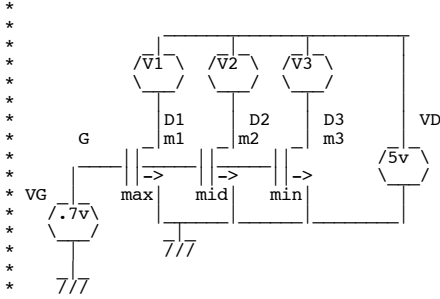 V1 V2 V3
D1 D2 D3 VD
G m1 m2 m3
5v
VG max mid min
.7v